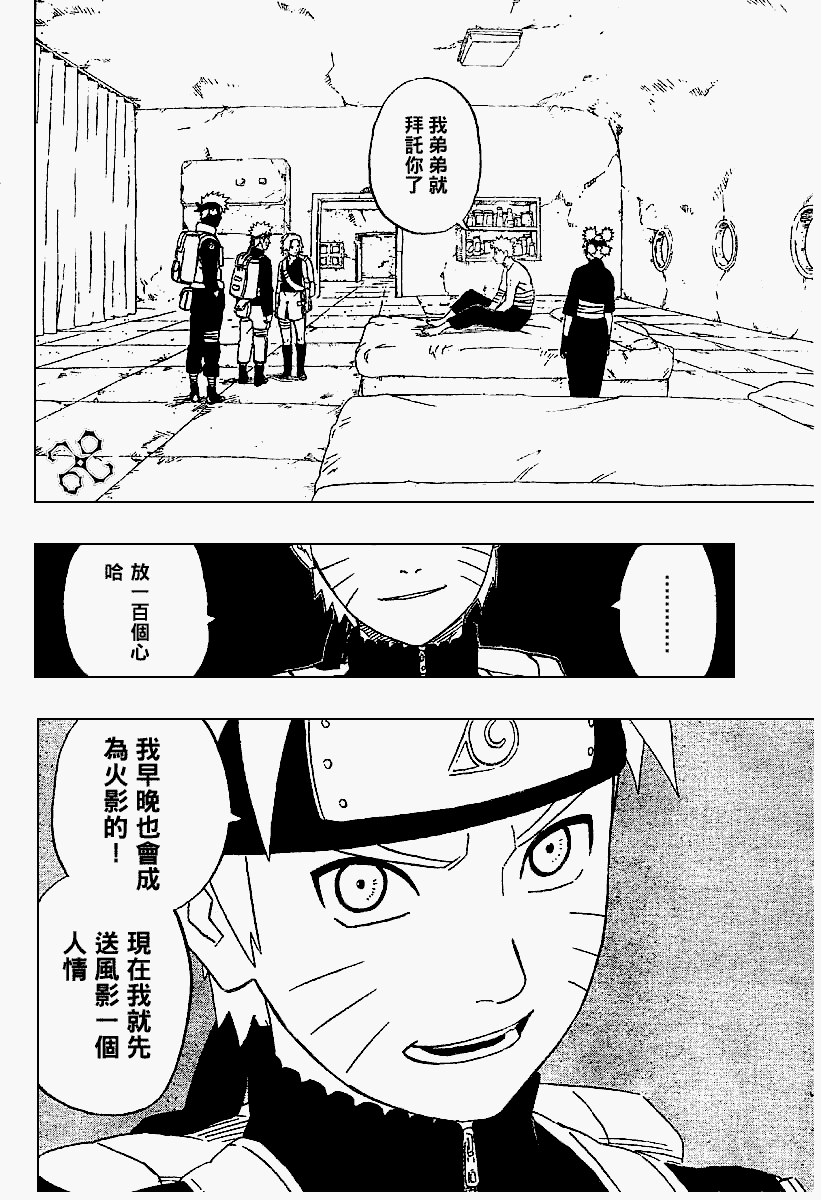 我弟弟就
拜託你了
…………
放一百個心
哈
我早晚也會成
為火影的！
現在我就先
送風影一個
人情